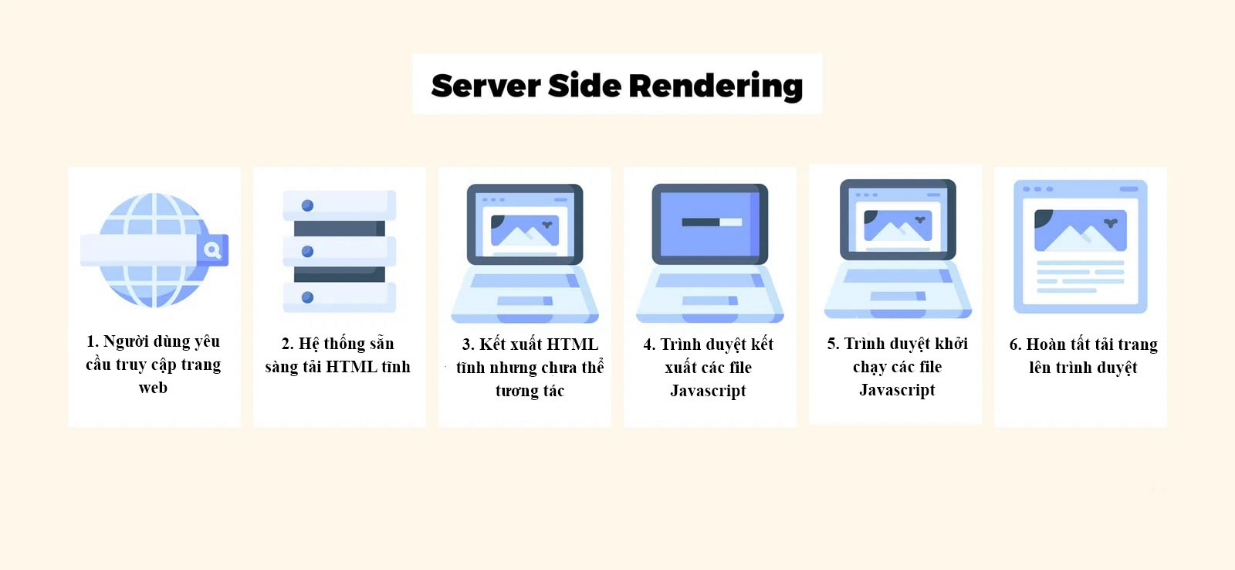 Server Side Rendering
1. Người dùng yêu
cầu truy cập trang
web
2. Hệ thống sẵn
sàng tải HTML tĩnh
3. Kết xuất HTML
tĩnh nhưng chưa thể
tương tác
4. Trình duyệt kết
xuất các file
Javascript
5. Trình duyệt khởi
chạy các file
Javascript
6. Hoàn tất tải trang
lên trình duyệt